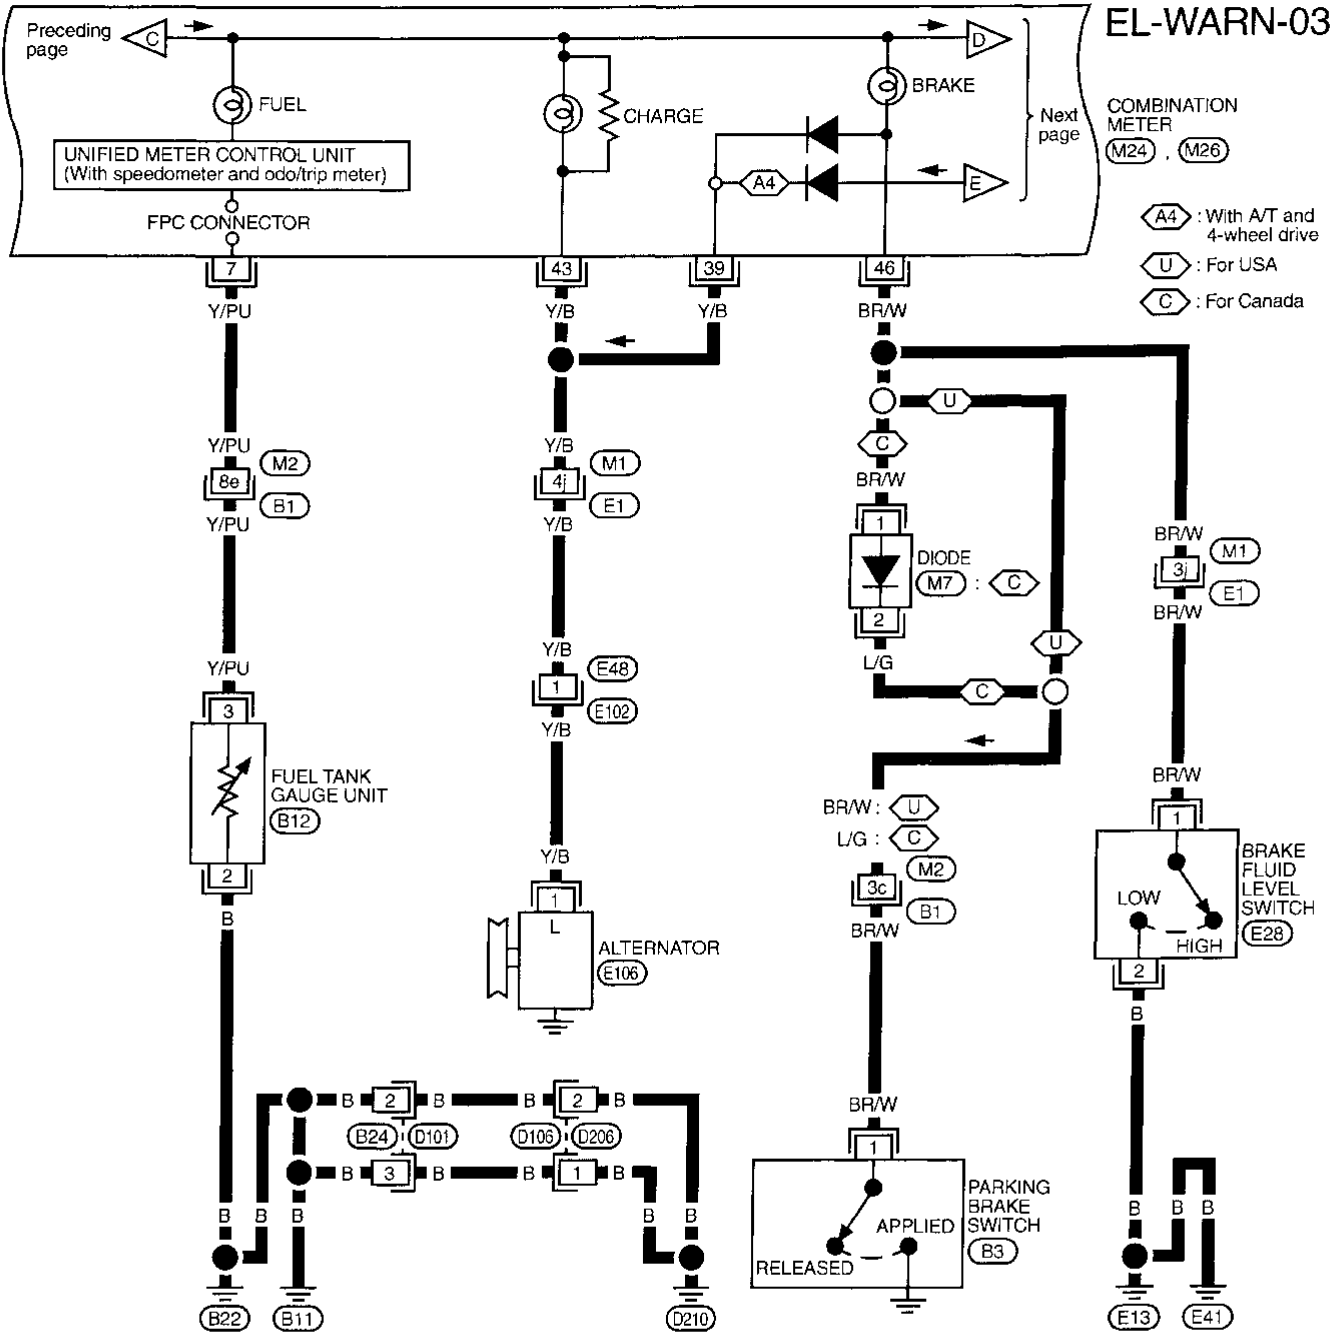 EL-WARN-03
Preceding
page
C
D
FUEL
CHARGE
BRAKE
Next
page
COMBINATION
METER
M24 , M26
UNIFIED METER CONTROL UNIT
(With speedometer and odo/trip meter)
A4
E
FPC CONNECTOR
A4 : With A/T and
4-wheel drive
U : For USA
C : For Canada
7
43
39
46
Y/PU
Y/B
Y/B
BR/W
U
C
Y/PU
Y/B
BR/W
8e
M2
B1
4j
M1
E1
Y/PU
Y/B
1
DIODE
M7 : C
2
L/G
BR/W
3j
M1
E1
BR/W
U
C
Y/PU
Y/B
1
E48
E102
Y/B
3
FUEL TANK
GAUGE UNIT
B12
2
B
BR/W : U
L/G : C
3c
M2
B1
BR/W
BR/W
1
BRAKE
FLUID
LEVEL
SWITCH
E28
LOW
HIGH
2
B
Y/B
1
L
ALTERNATOR
E106
B 2 B B 2 B
B24 D101 D106 D206
B 3 B B 1 B
BR/W
1
PARKING
BRAKE
SWITCH
B3
APPLIED
RELEASED
B B B B B
B B B
B22 B11 D210
E13 E41